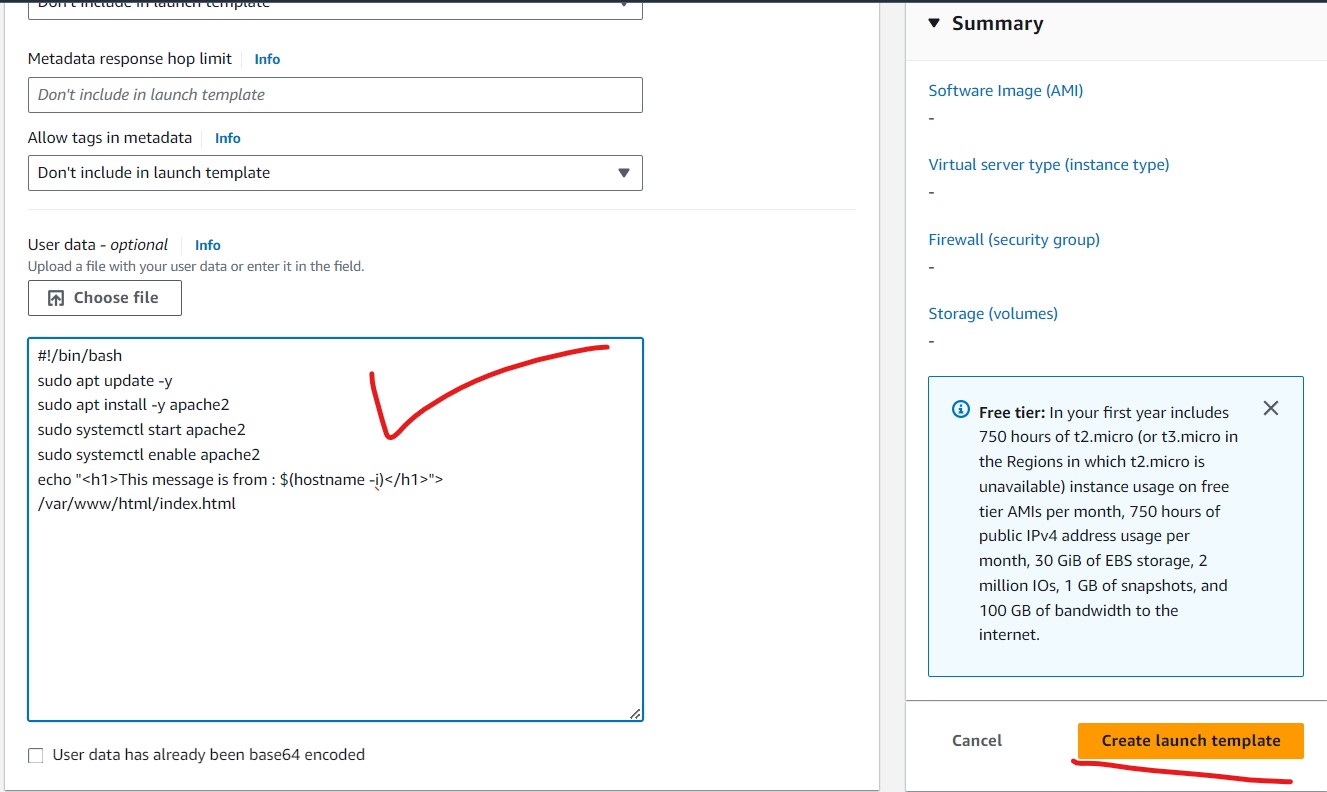 Don't include in launch template
Metadata response hop limit Info
Don't include in launch template
Allow tags in metadata Info
Don't include in launch template
User data - optional Info
Upload a file with your user data or enter it in the field.
Choose file
#!/bin/bash
sudo apt update -y
sudo apt install -y apache2
sudo systemctl start apache2
sudo systemctl enable apache2
echo "<h1>This message is from : $(hostname -i)</h1>">
/var/www/html/index.html
User data has already been base64 encoded
Summary
Software Image (AMI)
-
Virtual server type (instance type)
-
Firewall (security group)
-
Storage (volumes)
-
Free tier: In your first year includes
750 hours of t2.micro (or t3.micro in
the Regions in which t2.micro is
unavailable) instance usage on free
tier AMIs per month, 750 hours of
public IPv4 address usage per
month, 30 GiB of EBS storage, 2
million IOs, 1 GB of snapshots, and
100 GB of bandwidth to the
internet.
Cancel
Create launch template